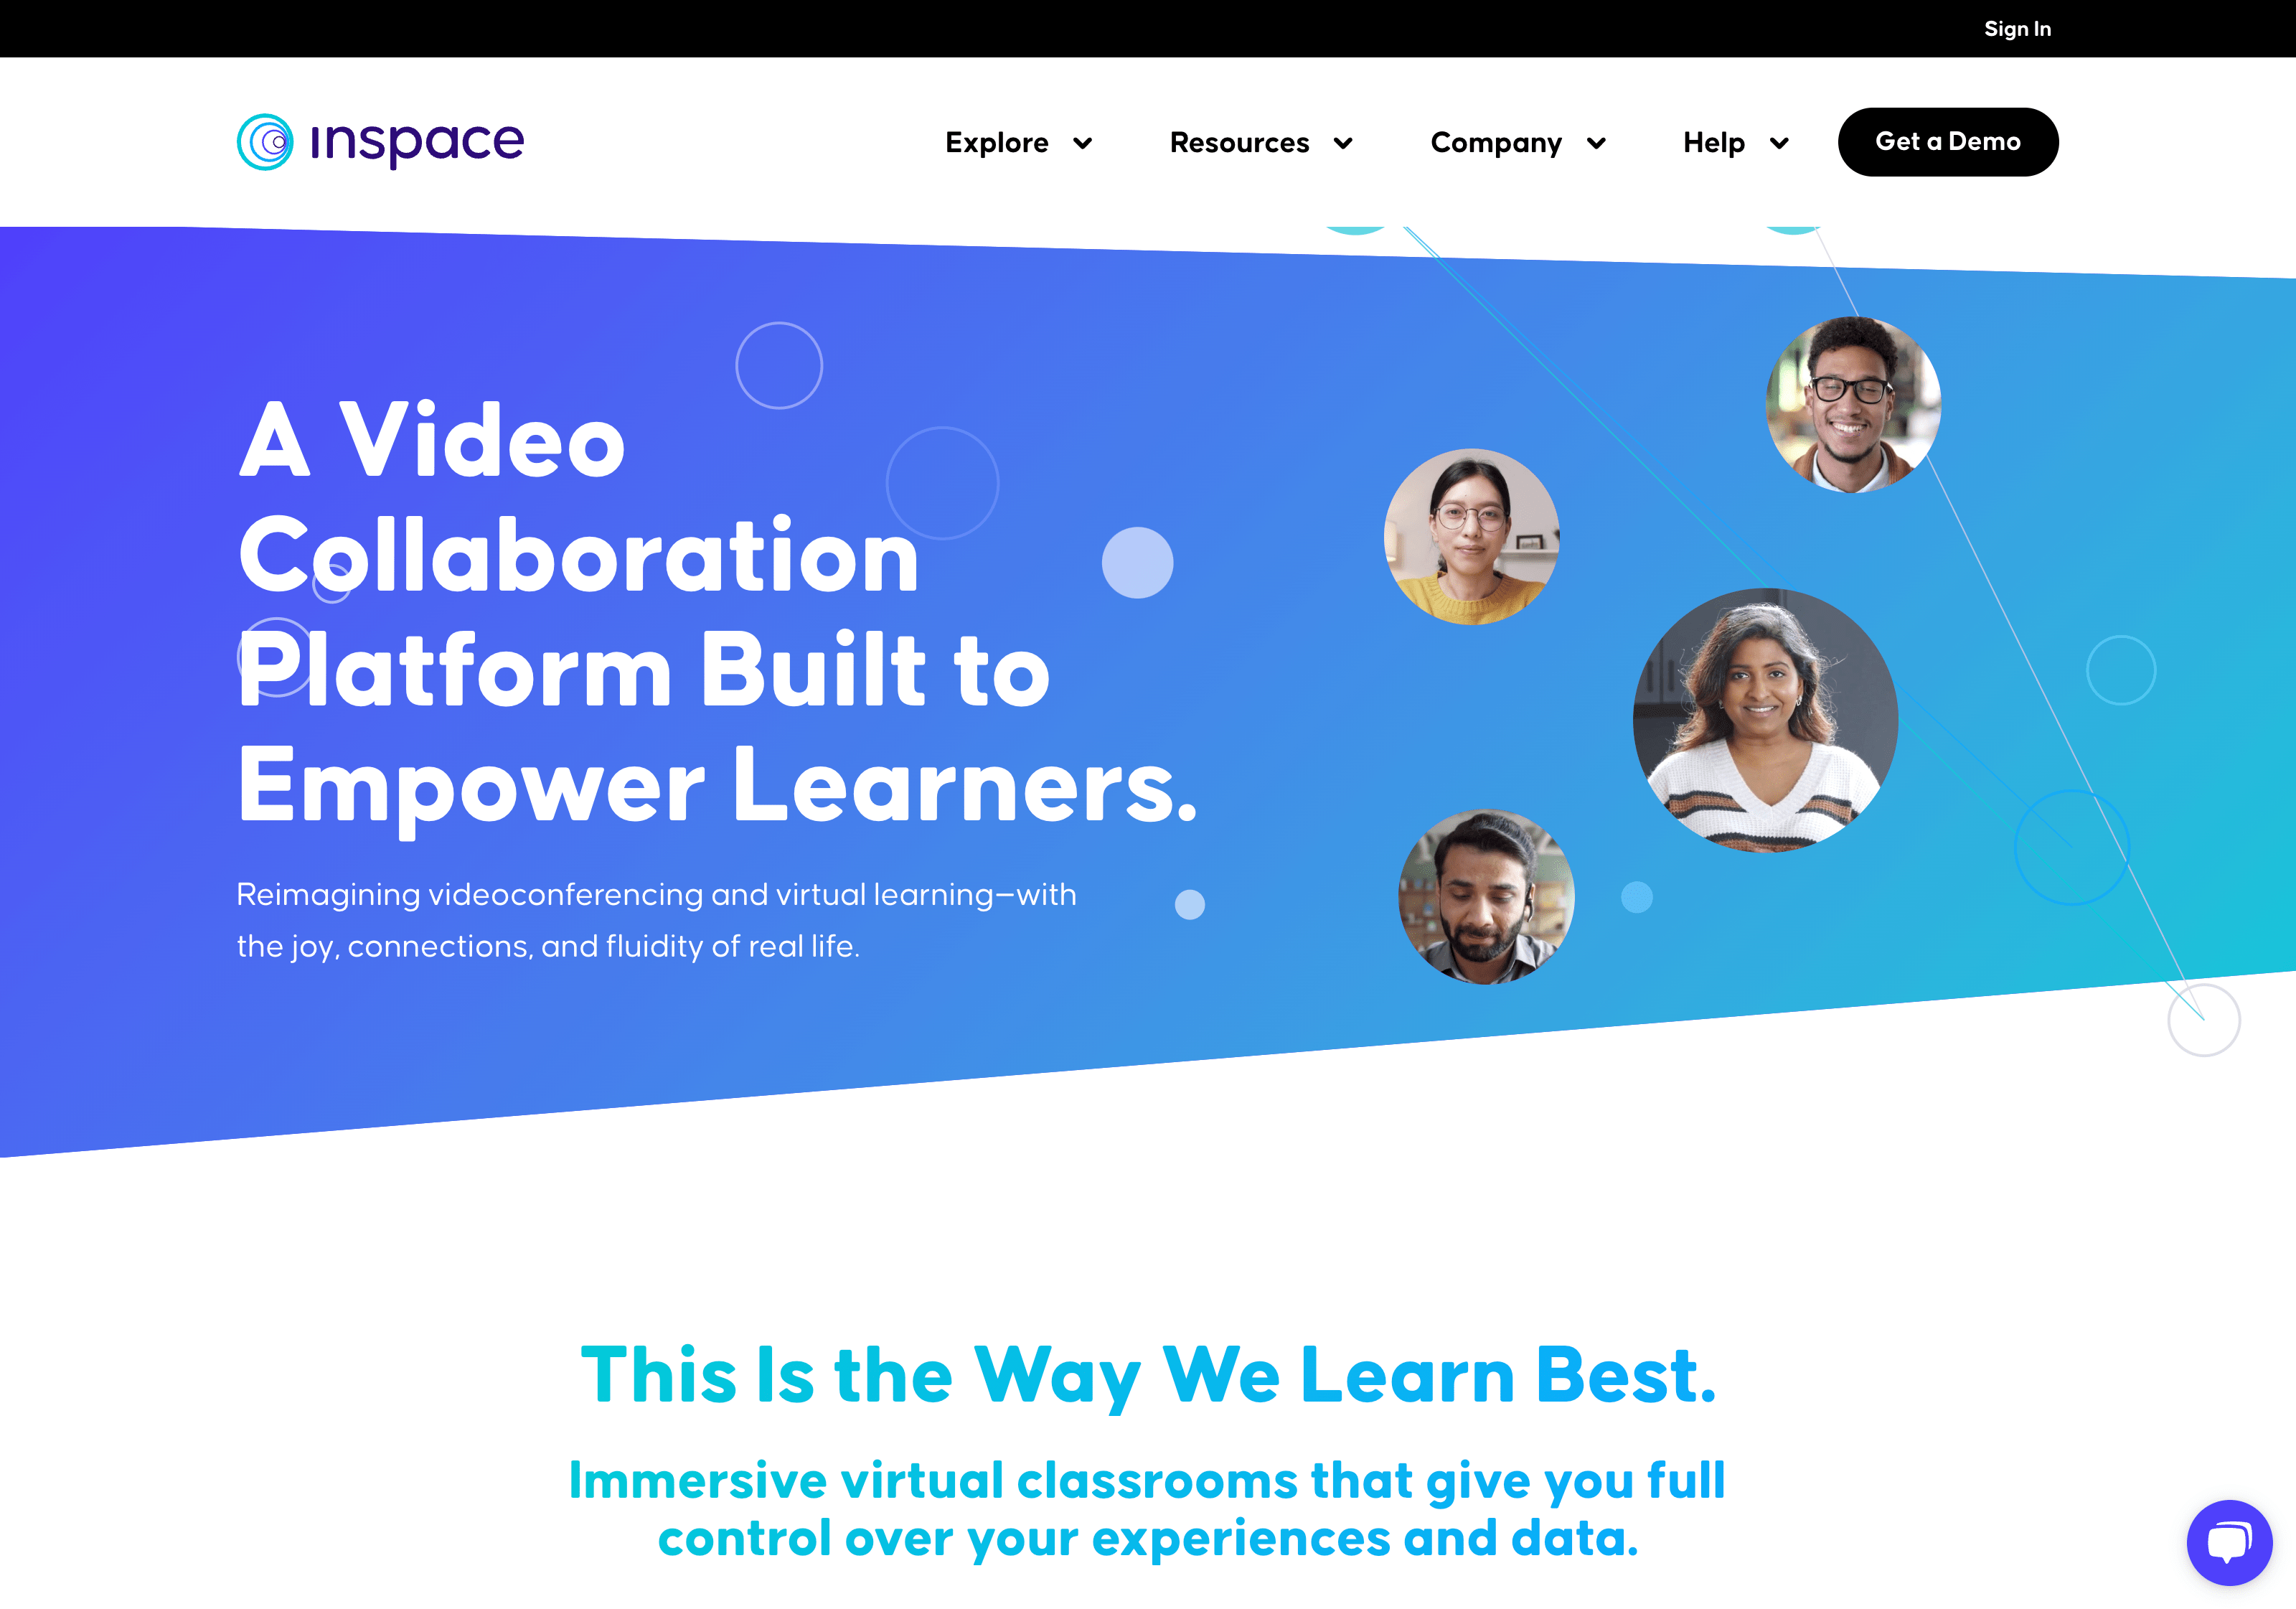 Sign In
inspace
Explore
Resources
Company
Help
Get a Demo
A Video
Collaboration
Platform Built to
Empower Learners.
Reimagining videoconferencing and virtual learning—with
the joy, connections, and fluidity of real life.
This Is the Way We Learn Best.
Immersive virtual classrooms that give you full
control over your experiences and data.